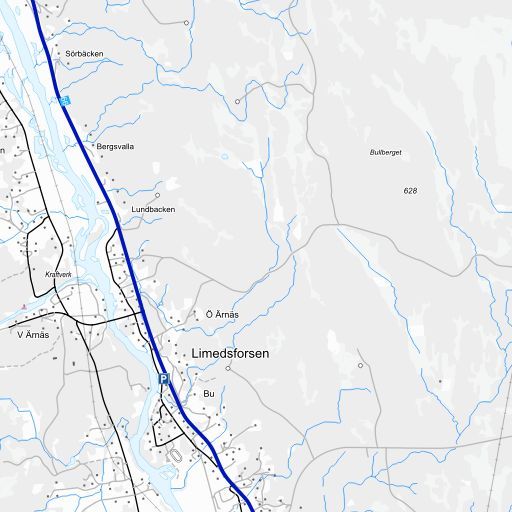 Sörbäcken
Bergsvalla
n
Bullberget
628
Lundbacken
Kraftverk
Ö Ärnäs
V Ärnäs
Limedsforsen
P
Bu